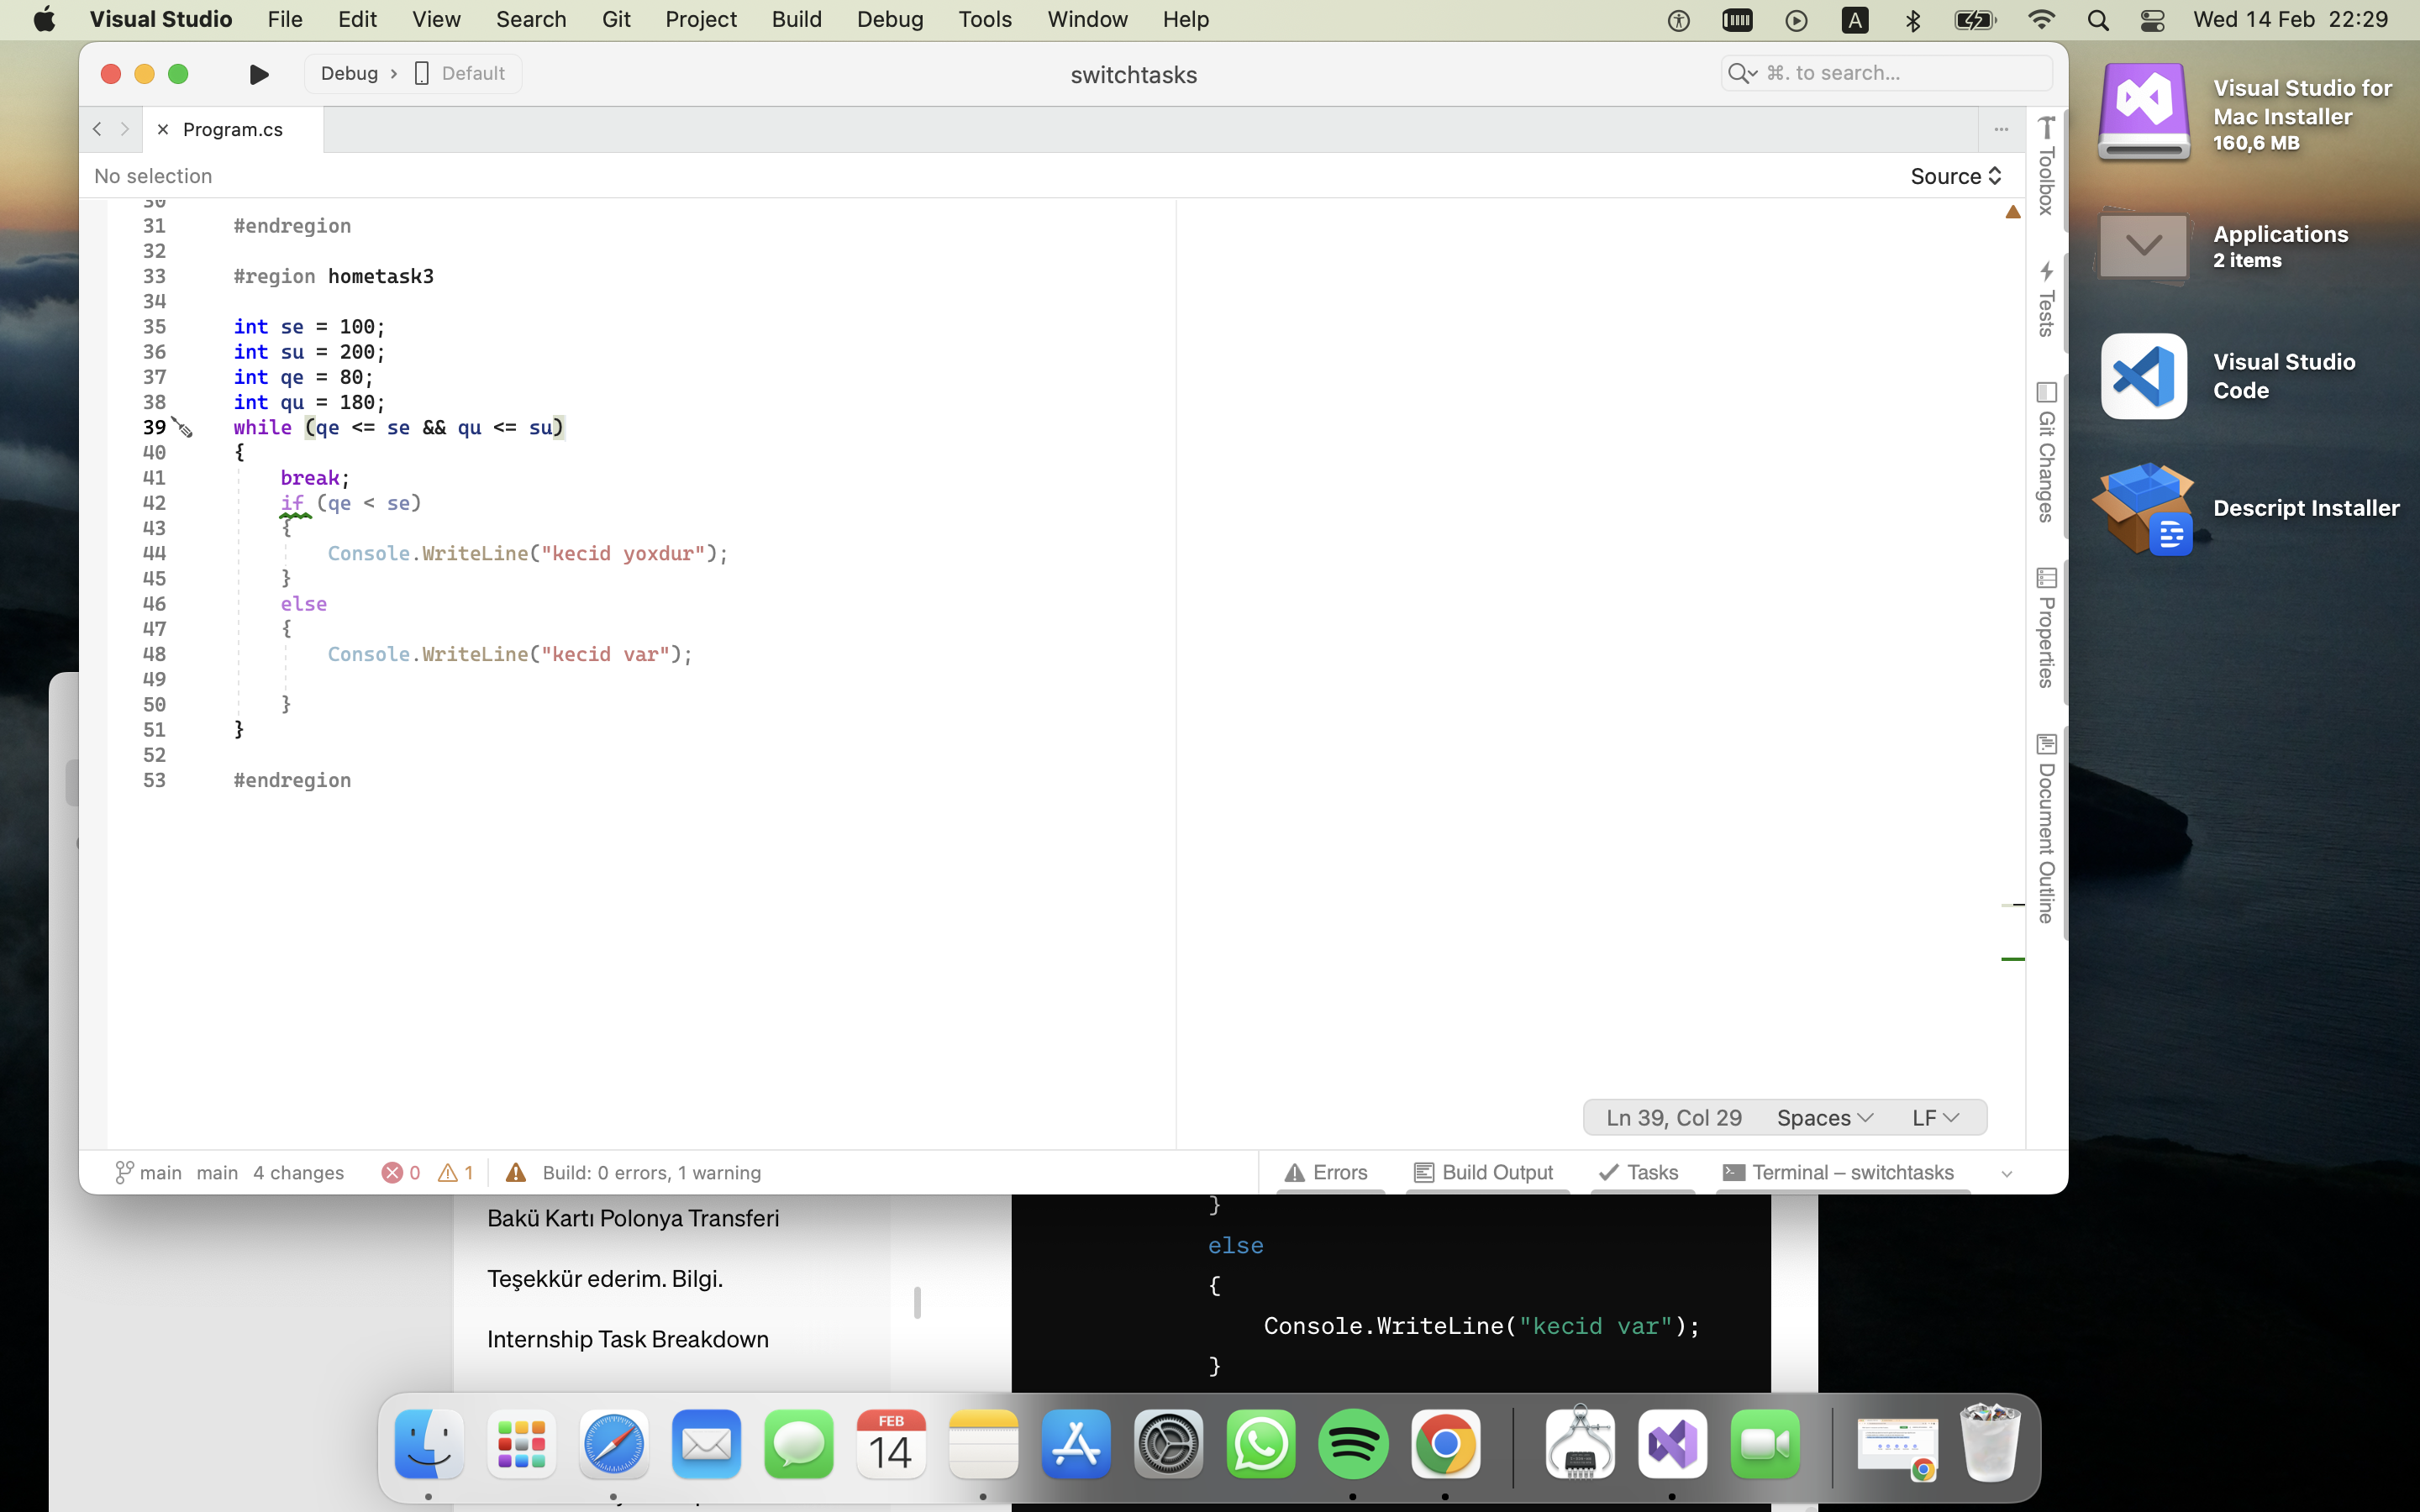 Visual Studio File Edit View Search Git Project Build Debug Tools Window Help A Wed 14 Feb 22:29
Debug › Default
switchtasks
⌘. to search...
Program.cs
No selection
Source
30
31 #endregion
32
33 #region hometask3
34
35 int se = 100;
36 int su = 200;
37 int qe = 80;
38 int qu = 180;
39 while (qe <= se && qu <= su)
40 {
41 break;
42 if (qe < se)
43 {
44 Console.WriteLine("kecid yoxdur");
45 }
46 else
47 {
48 Console.WriteLine("kecid var");
49
50 }
51 }
52
53 #endregion
Toolbox
Tests
Git Changes
Properties
Document Outline
Ln 39, Col 29 Spaces LF
main main 4 changes 0 1 Build: 0 errors, 1 warning
Errors Build Output Tasks Terminal – switchtasks
Visual Studio for
Mac Installer
160,6 MB
Applications
2 items
Visual Studio
Code
Descript Installer
Bakü Kartı Polonya Transferi
Teşekkür ederim. Bilgi.
Internship Task Breakdown
}
else
{
Console.WriteLine("kecid var");
}
FEB
14